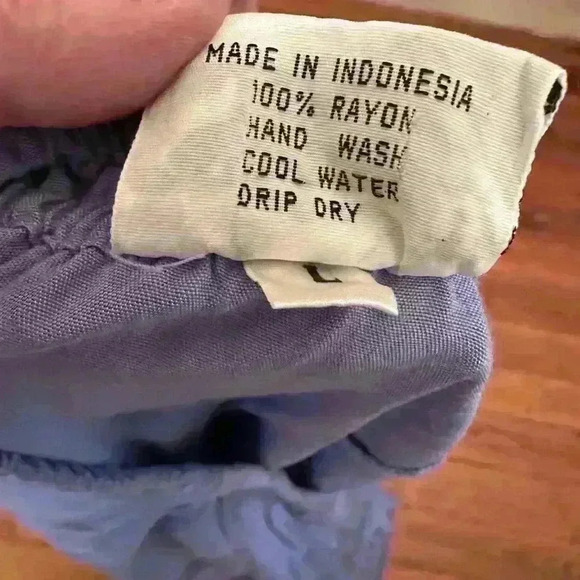 MADE IN INDONESIA
100% RAYON
HAND WASH
COOL WATER
DRIP DRY
L